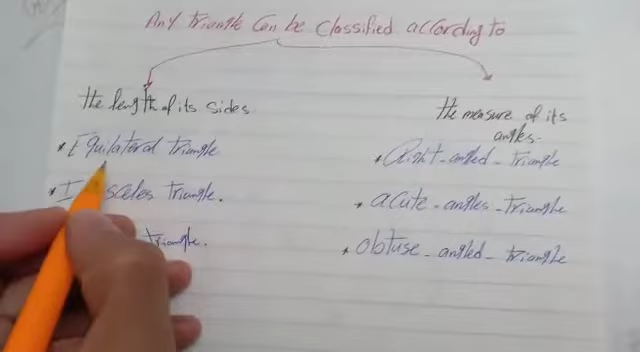 Any triangle can be classified according to
the length of its sides
* Equilateral triangle
* I scales triangle.
triangle.
the measure of its
angles.
* Right-angled-triangle
* acute-angles-triangle
* obtuse-angled-triangle